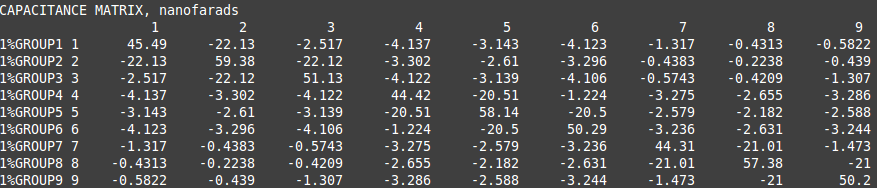 CAPACITANCE MATRIX, nanofarads
1 2 3 4 5 6 7 8 9
1%GROUP1 1 45.49 -22.13 -2.517 -4.137 -3.143 -4.123 -1.317 -0.4313 -0.5822
1%GROUP2 2 -22.13 59.38 -22.12 -3.302 -2.61 -3.296 -0.4383 -0.2238 -0.439
1%GROUP3 3 -2.517 -22.12 51.13 -4.122 -3.139 -4.106 -0.5743 -0.4209 -1.307
1%GROUP4 4 -4.137 -3.302 -4.122 44.42 -20.51 -1.224 -3.275 -2.655 -3.286
1%GROUP5 5 -3.143 -2.61 -3.139 -20.51 58.14 -20.5 -2.579 -2.182 -2.588
1%GROUP6 6 -4.123 -3.296 -4.106 -1.224 -20.5 50.29 -3.236 -2.631 -3.244
1%GROUP7 7 -1.317 -0.4383 -0.5743 -3.275 -2.579 -3.236 44.31 -21.01 -1.473
1%GROUP8 8 -0.4313 -0.2238 -0.4209 -2.655 -2.182 -2.631 -21.01 57.38 -21
1%GROUP9 9 -0.5822 -0.439 -1.307 -3.286 -2.588 -3.244 -1.473 -21 50.2